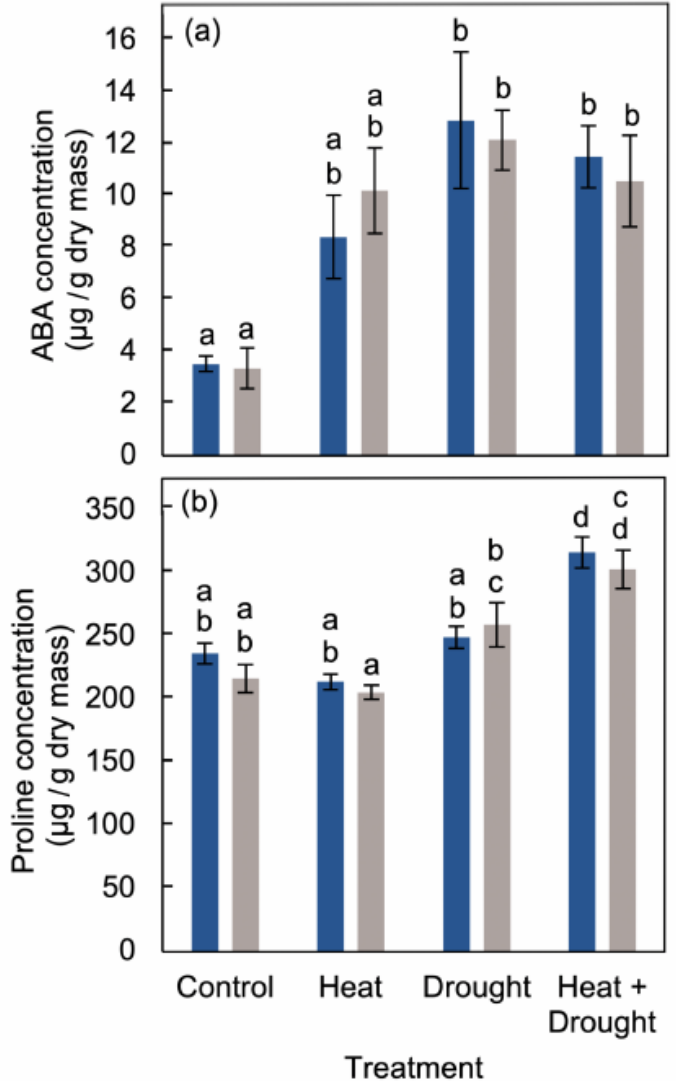 (a)
16
14
12
10
8
6
4
2
0
ABA concentration
(µg / g dry mass)
a
a
a
b
a
b
b
b
b
b
(b)
350
300
250
200
150
100
50
0
Proline concentration
(µg / g dry mass)
a
b
a
b
a
b
a
a
b
b
c
d
c
d
Control
Heat
Drought
Heat +
Drought
Treatment